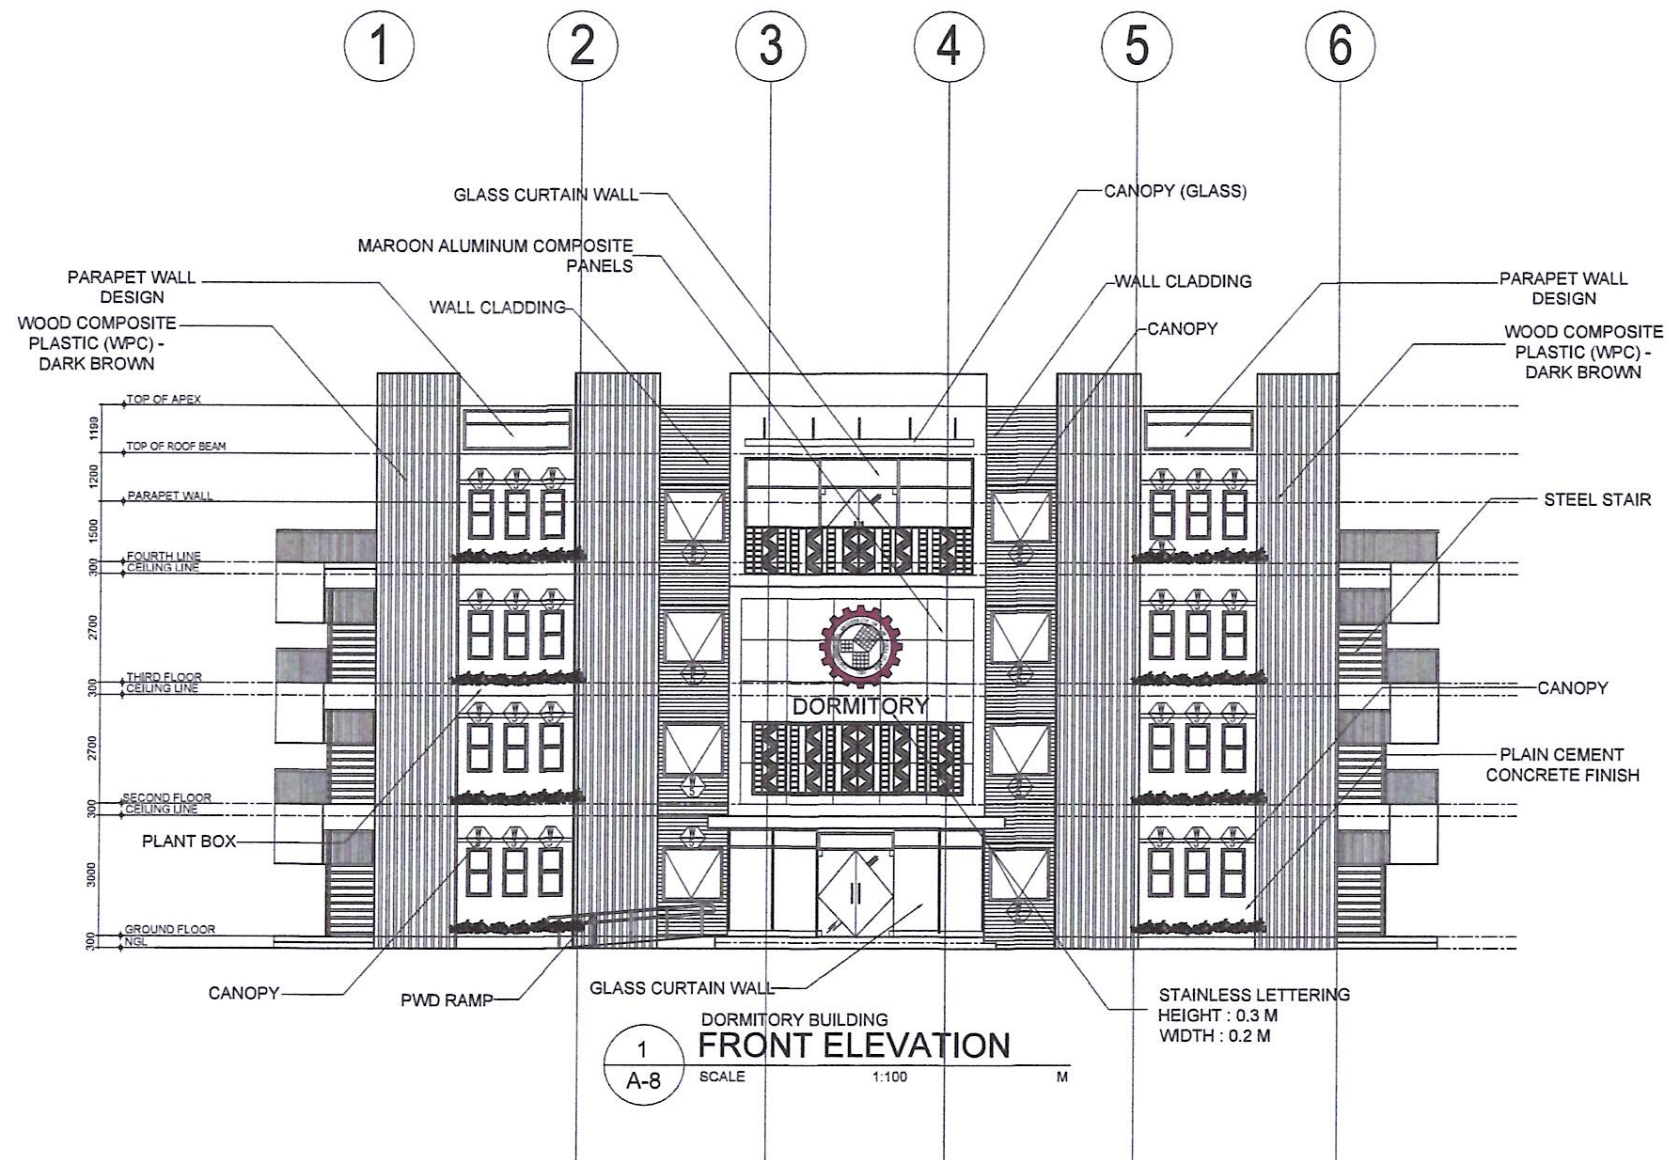 1
2
3
4
5
6
GLASS CURTAIN WALL
CANOPY (GLASS)
MAROON ALUMINUM COMPOSITE
PANELS
PARAPET WALL
DESIGN
WALL CLADDING
WALL CLADDING
PARAPET WALL
DESIGN
WOOD COMPOSITE
PLASTIC (WPC) -
DARK BROWN
CANOPY
WOOD COMPOSITE
PLASTIC (WPC) -
DARK BROWN
TOP OF APEX
1199
TOP OF ROOF BEAM
1200
PARAPET WALL
STEEL STAIR
1500
FOURTH LINE
300
CEILING LINE
2700
THIRD FLOOR
300
CEILING LINE
CANOPY
DORMITORY
2700
PLAIN CEMENT
CONCRETE FINISH
SECOND FLOOR
300
CEILING LINE
PLANT BOX
3000
GROUND FLOOR
300
NGL
CANOPY
PWD RAMP
GLASS CURTAIN WALL
STAINLESS LETTERING
HEIGHT : 0.3 M
WIDTH : 0.2 M
DORMITORY BUILDING
1
FRONT ELEVATION
A-8
SCALE 1:100 M